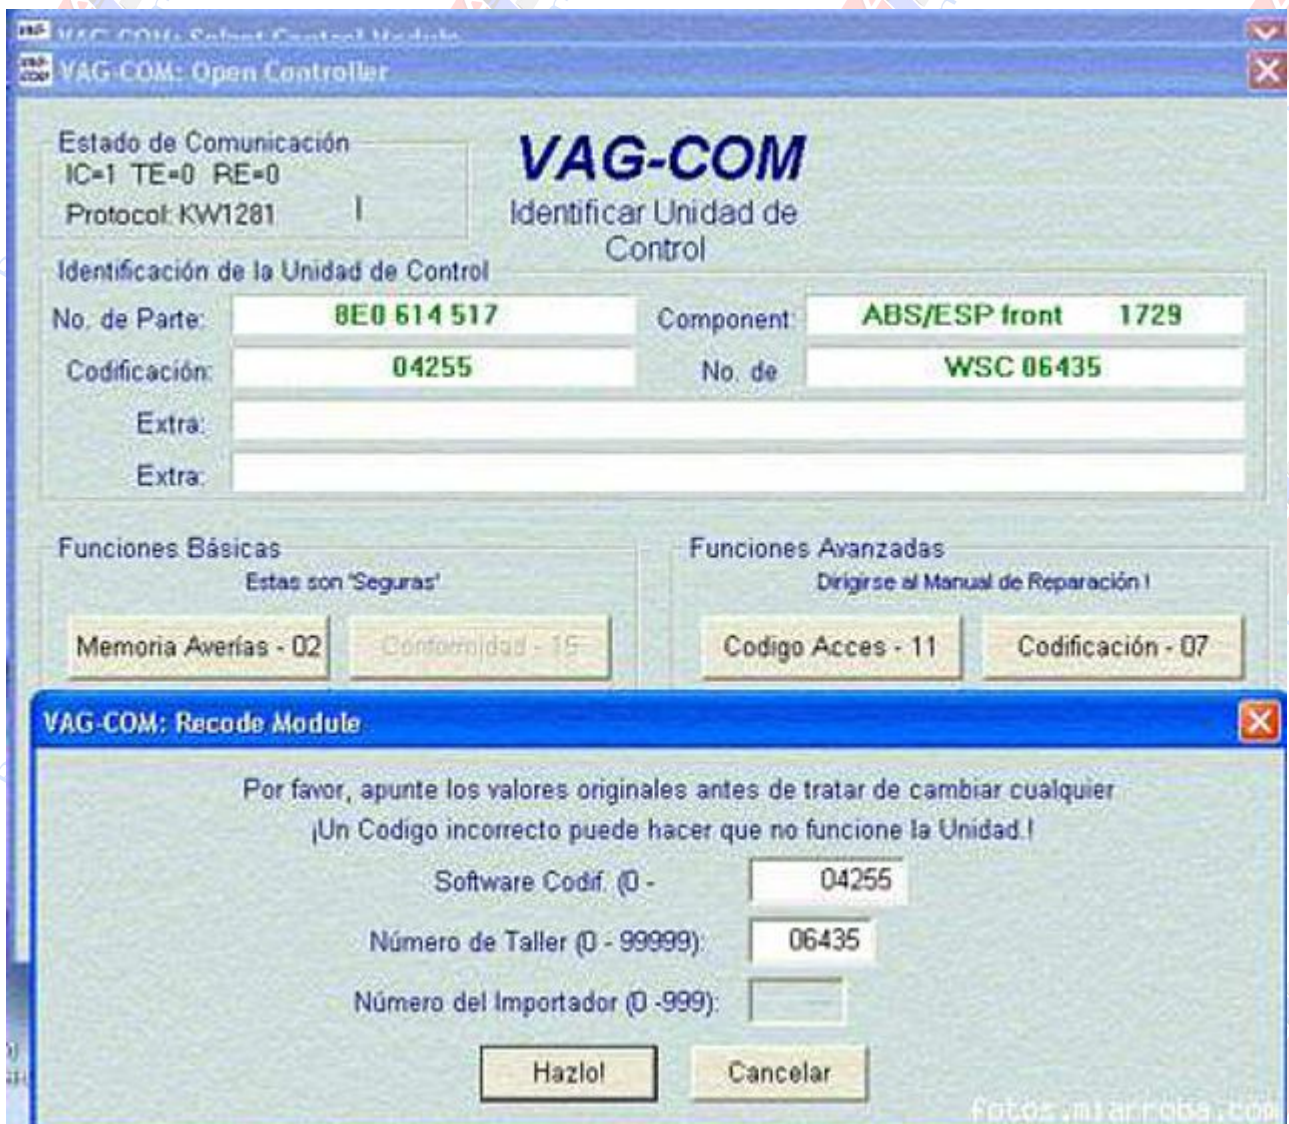 VAG-COM: Select Control Module
VAG-COM: Open Controller
Estado de Comunicación
IC=1 TE=0 RE=0
Protocol: KW1281
VAG-COM
Identificar Unidad de
Control
Identificación de la Unidad de Control
No. de Parte: 8E0 614 517 Component: ABS/ESP front 1729
Codificación: 04255 No. de WSC 06435
Extra:
Extra:
Funciones Básicas
Estas son 'Seguras'
Funciones Avanzadas
Dirigirse al Manual de Reparación !
Memoria Averías - 02 Conformidad - 15 Codigo Acces - 11 Codificación - 07
VAG-COM: Recode Module
Por favor, apunte los valores originales antes de tratar de cambiar cualquier
¡Un Codigo incorrecto puede hacer que no funcione la Unidad.!
Software Codif. (0 - 04255
Número de Taller (0 - 99999): 06435
Número del Importador (0 -999):
Hazlo! Cancelar
fotos.miarroba.com